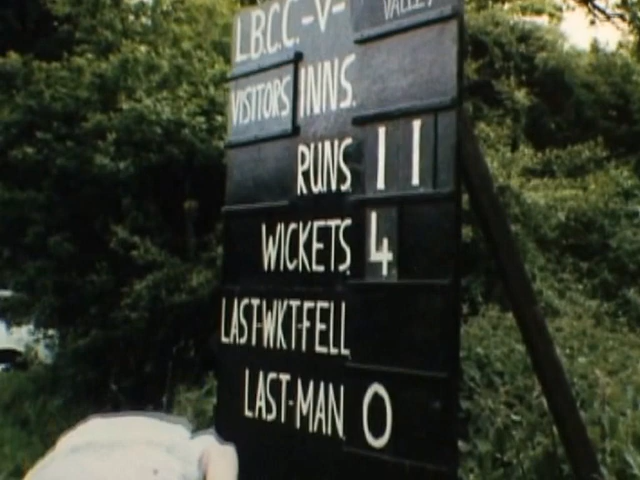 L.B.C.C.-V- VALLEY
VISITORS INNS.
RUNS 11
WICKETS 4
LAST-WKT-FELL
LAST-MAN 0